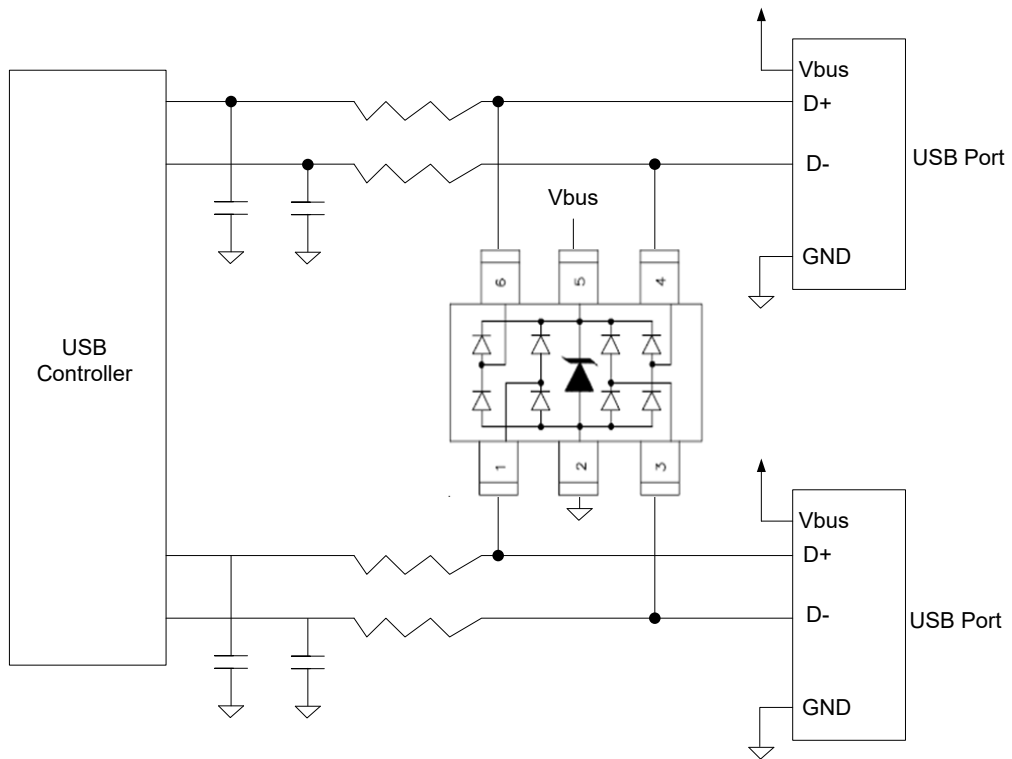 Vbus
D+
D-
USB Port
GND
Vbus
6
5
4
USB
Controller
1
2
3
Vbus
D+
D-
USB Port
GND